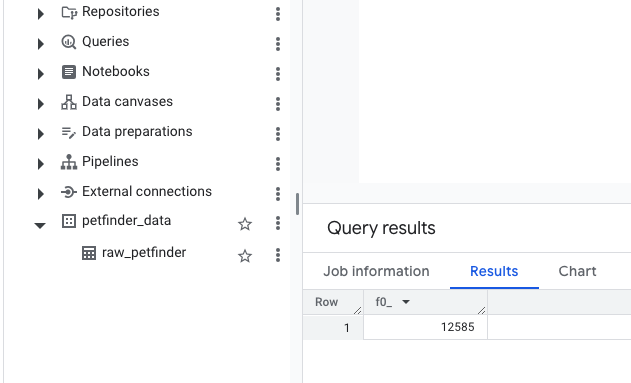 Repositories
Queries
Notebooks
Data canvases
Data preparations
Pipelines
External connections
petfinder_data
raw_petfinder
Query results
Job information Results Chart
Row f0_
1 12585